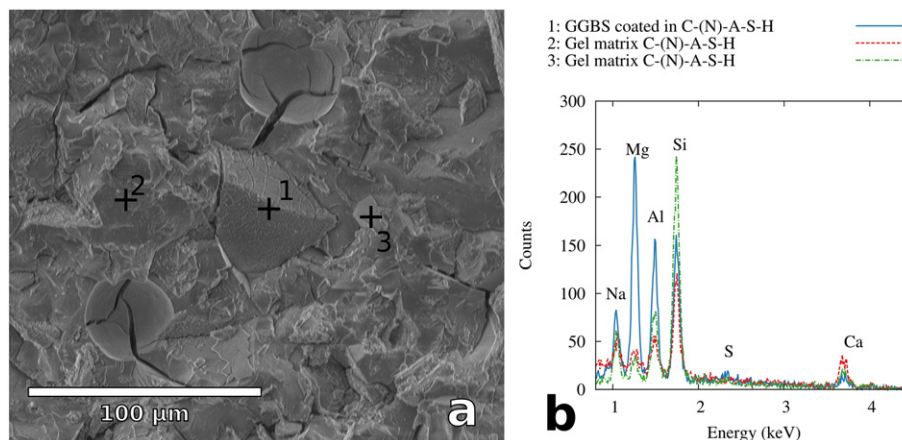 1
2
3
100 µm
a
1: GGBS coated in C-(N)-A-S-H
2: Gel matrix C-(N)-A-S-H
3: Gel matrix C-(N)-A-S-H
300
250
200
150
100
50
0
Counts
Na
Mg
Al
Si
S
Ca
1 2 3 4
Energy (keV)
b